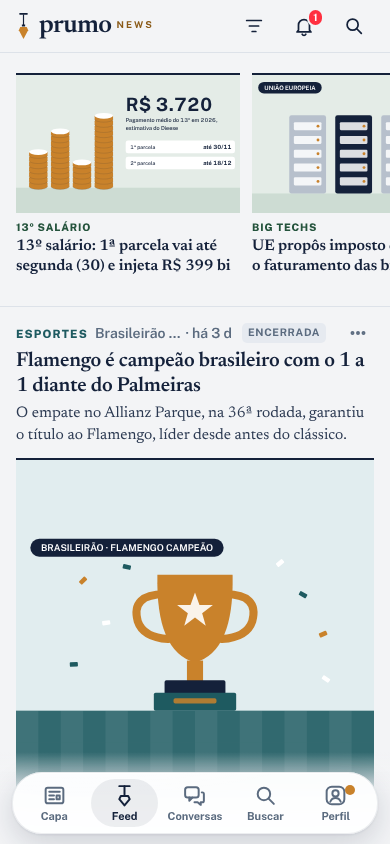 prumo NEWS
1
R$ 3.720
Pagamento médio do 13º em 2026,
estimativa do Dieese
1ª parcela até 30/11
2ª parcela até 18/12
UNIÃO EUROPEIA
13º SALÁRIO
13º salário: 1ª parcela vai até
segunda (30) e injeta R$ 399 bi
BIG TECHS
UE propôs imposto
o faturamento das b
ESPORTES Brasileirão ... · há 3 d ENCERRADA
Flamengo é campeão brasileiro com o 1 a
1 diante do Palmeiras
O empate no Allianz Parque, na 36ª rodada, garantiu
o título ao Flamengo, líder desde antes do clássico.
BRASILEIRÃO · FLAMENGO CAMPEÃO
Capa Feed Conversas Buscar Perfil